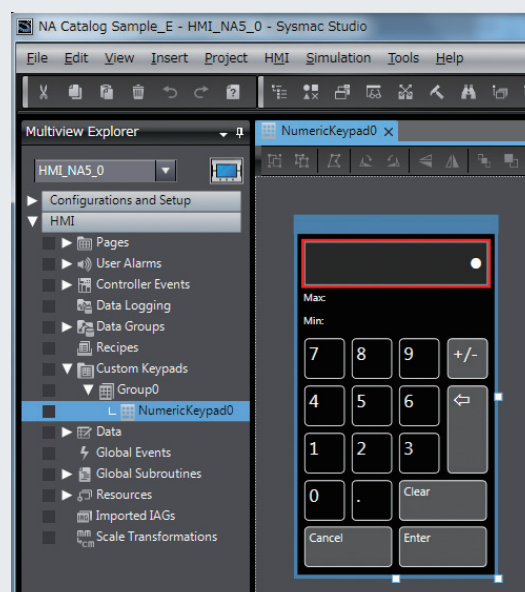 NA Catalog Sample_E - HMI_NA5_0 - Sysmac Studio
File Edit View Insert Project HMI Simulation Tools Help
Multiview Explorer
NumericKeypad0
HMI_NA5_0
Configurations and Setup
HMI
Pages
User Alarms
Controller Events
Data Logging
Data Groups
Recipes
Custom Keypads
Group0
NumericKeypad0
Data
Global Events
Global Subroutines
Resources
Imported IAGs
Scale Transformations
Max:
Min:
7 8 9 +/-
4 5 6
1 2 3
0 . Clear
Cancel Enter